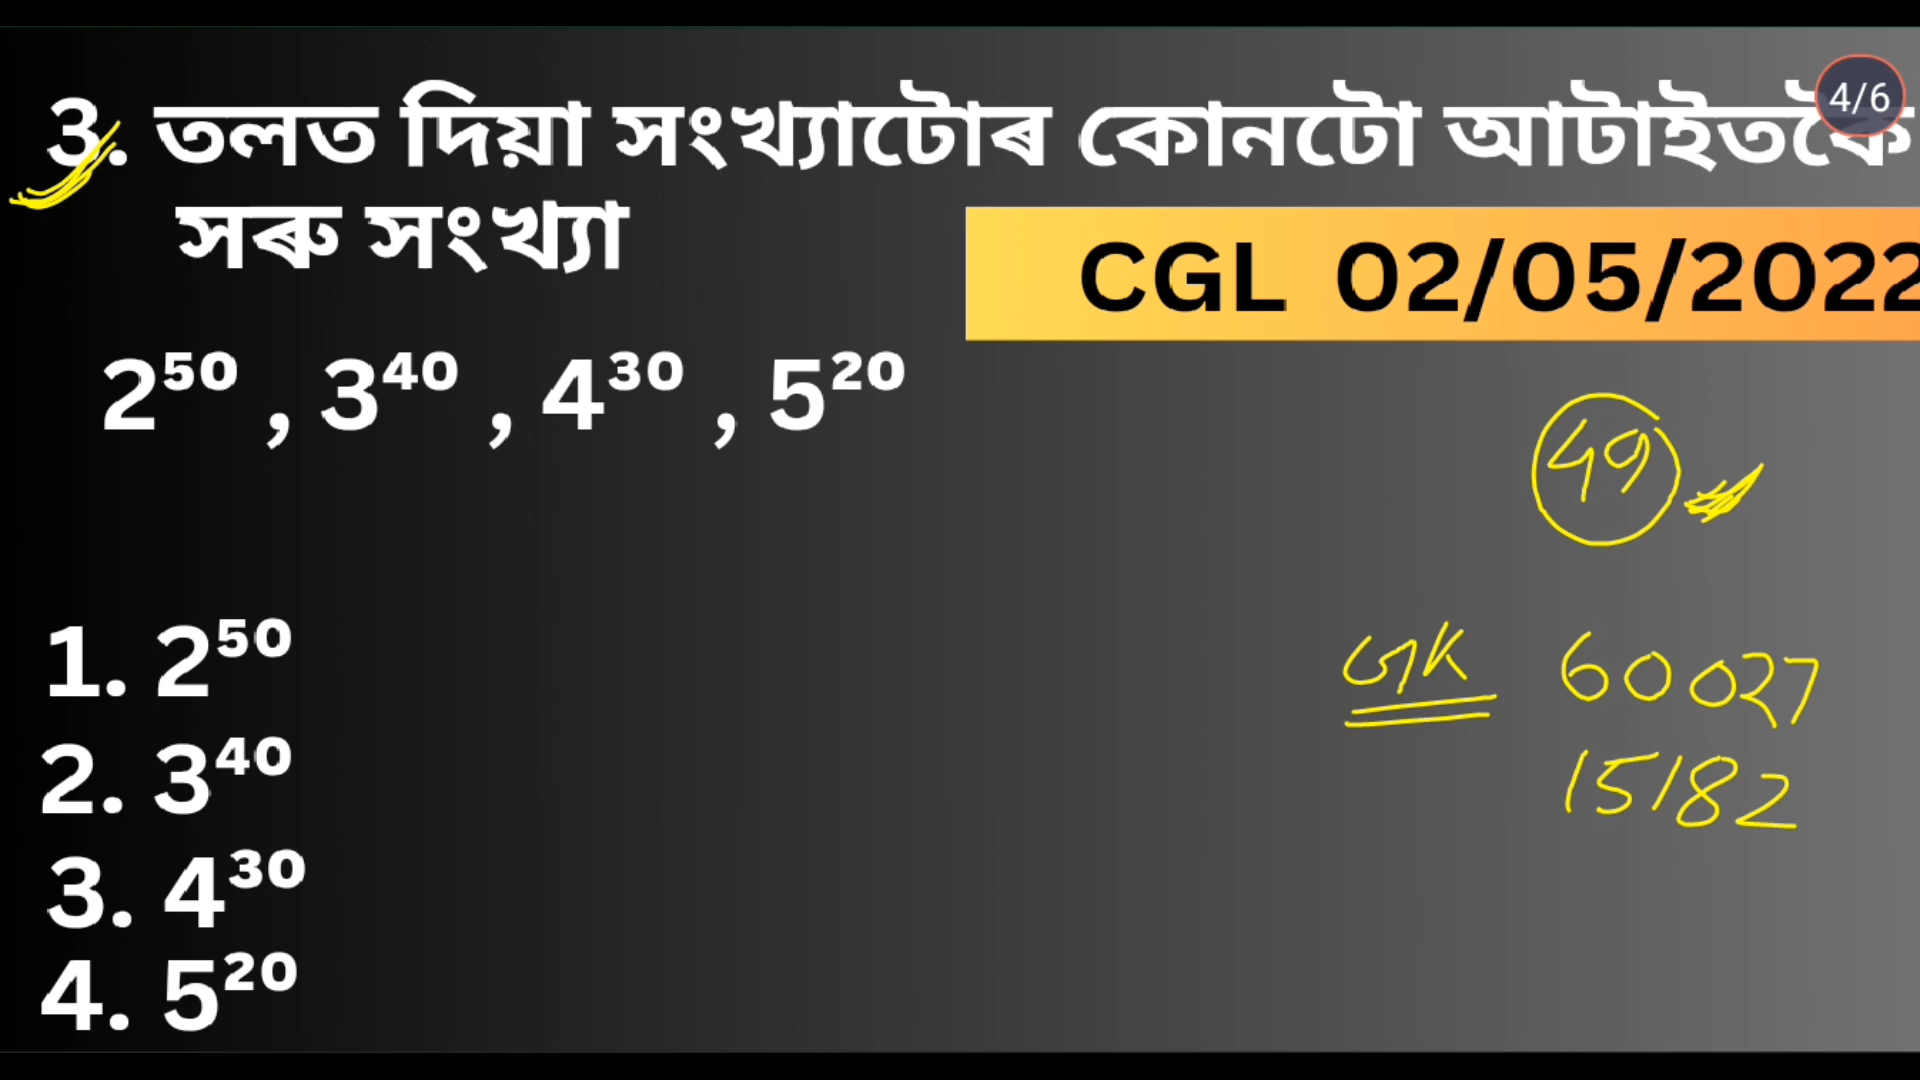 4/6
3. তলত দিয়া সংখ্যাটোৰ কোনটো আটাইতকৈ
সৰু সংখ্যা
CGL 02/05/2022
2⁵⁰ , 3⁴⁰ , 4³⁰ , 5²⁰
49
1. 2⁵⁰
GK 60027
2. 3⁴⁰
15182
3. 4³⁰
4. 5²⁰